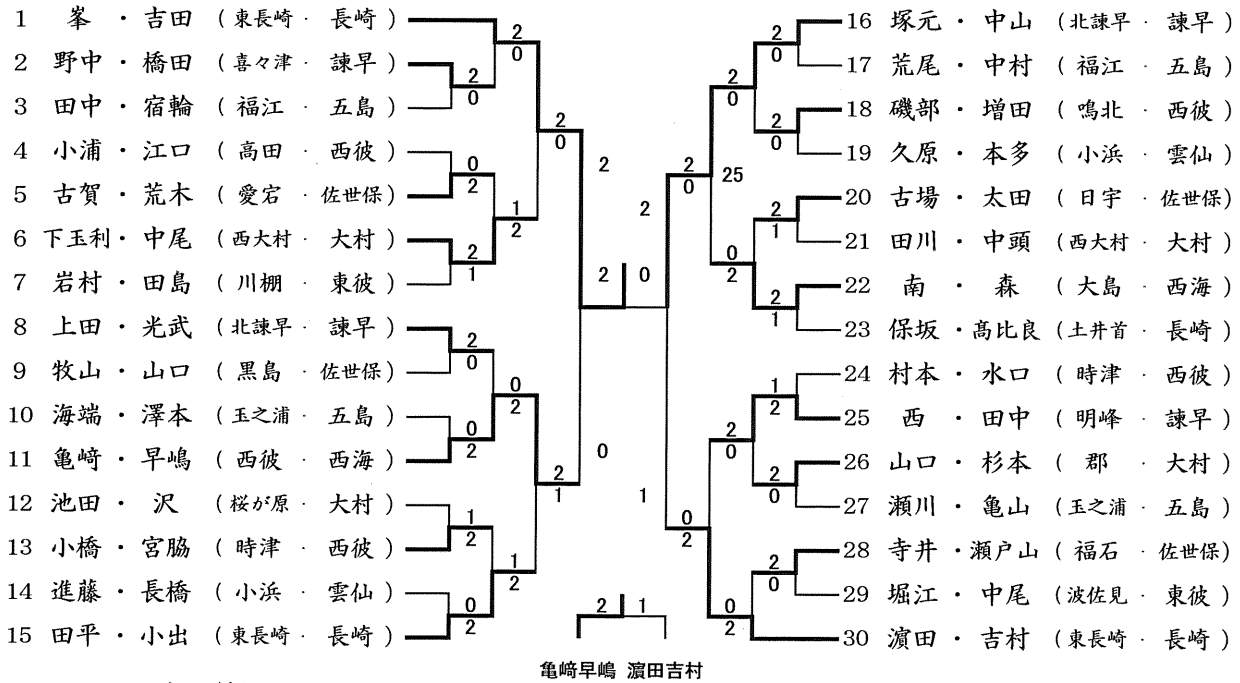 1 峯・吉田 (東長崎・長崎)
2 野中・橋田 (喜々津・諫早)
3 田中・宿輪 (福江・五島)
4 小浦・江口 (高田・西彼)
5 古賀・荒木 (愛宕・佐世保)
6 下玉利・中尾 (西大村・大村)
7 岩村・田島 (川棚・東彼)
8 上田・光武 (北諫早・諫早)
9 牧山・山口 (黒島・佐世保)
10 海端・澤本 (玉之浦・五島)
11 亀﨑・早嶋 (西彼・西海)
12 池田・沢 (桜が原・大村)
13 小橋・宮脇 (時津・西彼)
14 進藤・長橋 (小浜・雲仙)
15 田平・小出 (東長崎・長崎)
2
0
2
0
0
2
2
1
2
0
0
2
1
2
0
2
1
2
0
2
1
2
2
0
2
1
2
0
2 0
2
1
2 1
亀﨑早嶋 濵田吉村
2
0
25
0
2
2
0
0
2
2
0
0
2
2
0
2
0
2
1
2
1
1
2
2
0
2
0
16 塚元・中山 (北諫早・諫早)
17 荒尾・中村 (福江・五島)
18 磯部・増田 (鳴北・西彼)
19 久原・本多 (小浜・雲仙)
20 古場・太田 (日宇・佐世保)
21 田川・中頭 (西大村・大村)
22 南・森 (大島・西海)
23 保坂・髙比良 (土井首・長崎)
24 村本・水口 (時津・西彼)
25 西・田中 (明峰・諫早)
26 山口・杉本 (郡・大村)
27 瀬川・亀山 (玉之浦・五島)
28 寺井・瀬戸山 (福石・佐世保)
29 堀江・中尾 (波佐見・東彼)
30 濵田・吉村 (東長崎・長崎)